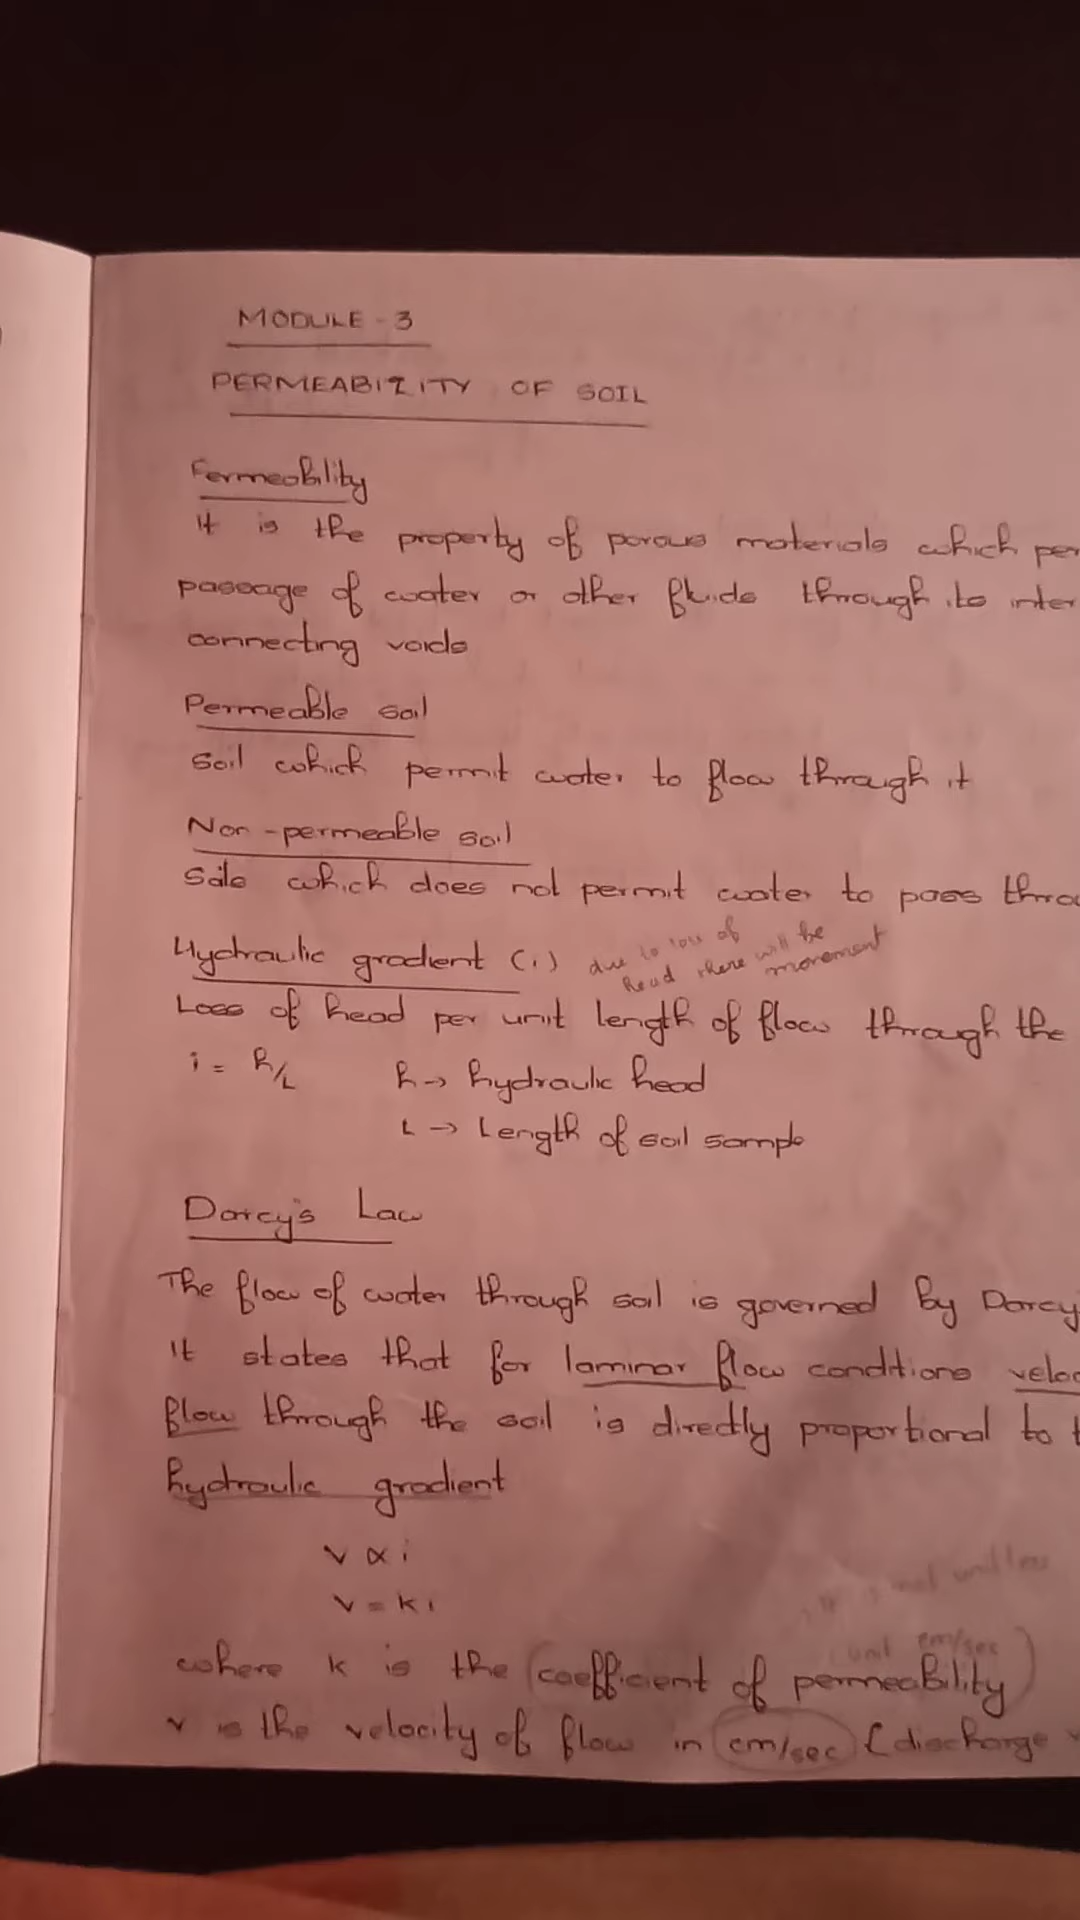 MODULE - 3
PERMEABILITY OF SOIL
Permeability
It is the property of porous materials which per
passage of water or other fluids through its inter
connecting voids
Permeable soil
Soil which permit water to flow through it
Non-permeable soil
Soils which does not permit water to pass throu
Hydraulic gradient (i) due to loss of
head there will be
movement
Loss of head per unit length of flow through the
i = h/L h → hydraulic head
L → Length of soil sample
Darcy's Law
The flow of water through soil is governed by Darcy'
It states that for laminar flow conditions veloc
flow through the soil is directly proportional to t
hydraulic gradient
v ∝ i
v = ki
it is not unitless
unit cm/sec
where k is the (coefficient of permeability)
v is the velocity of flow in cm/sec {discharge v